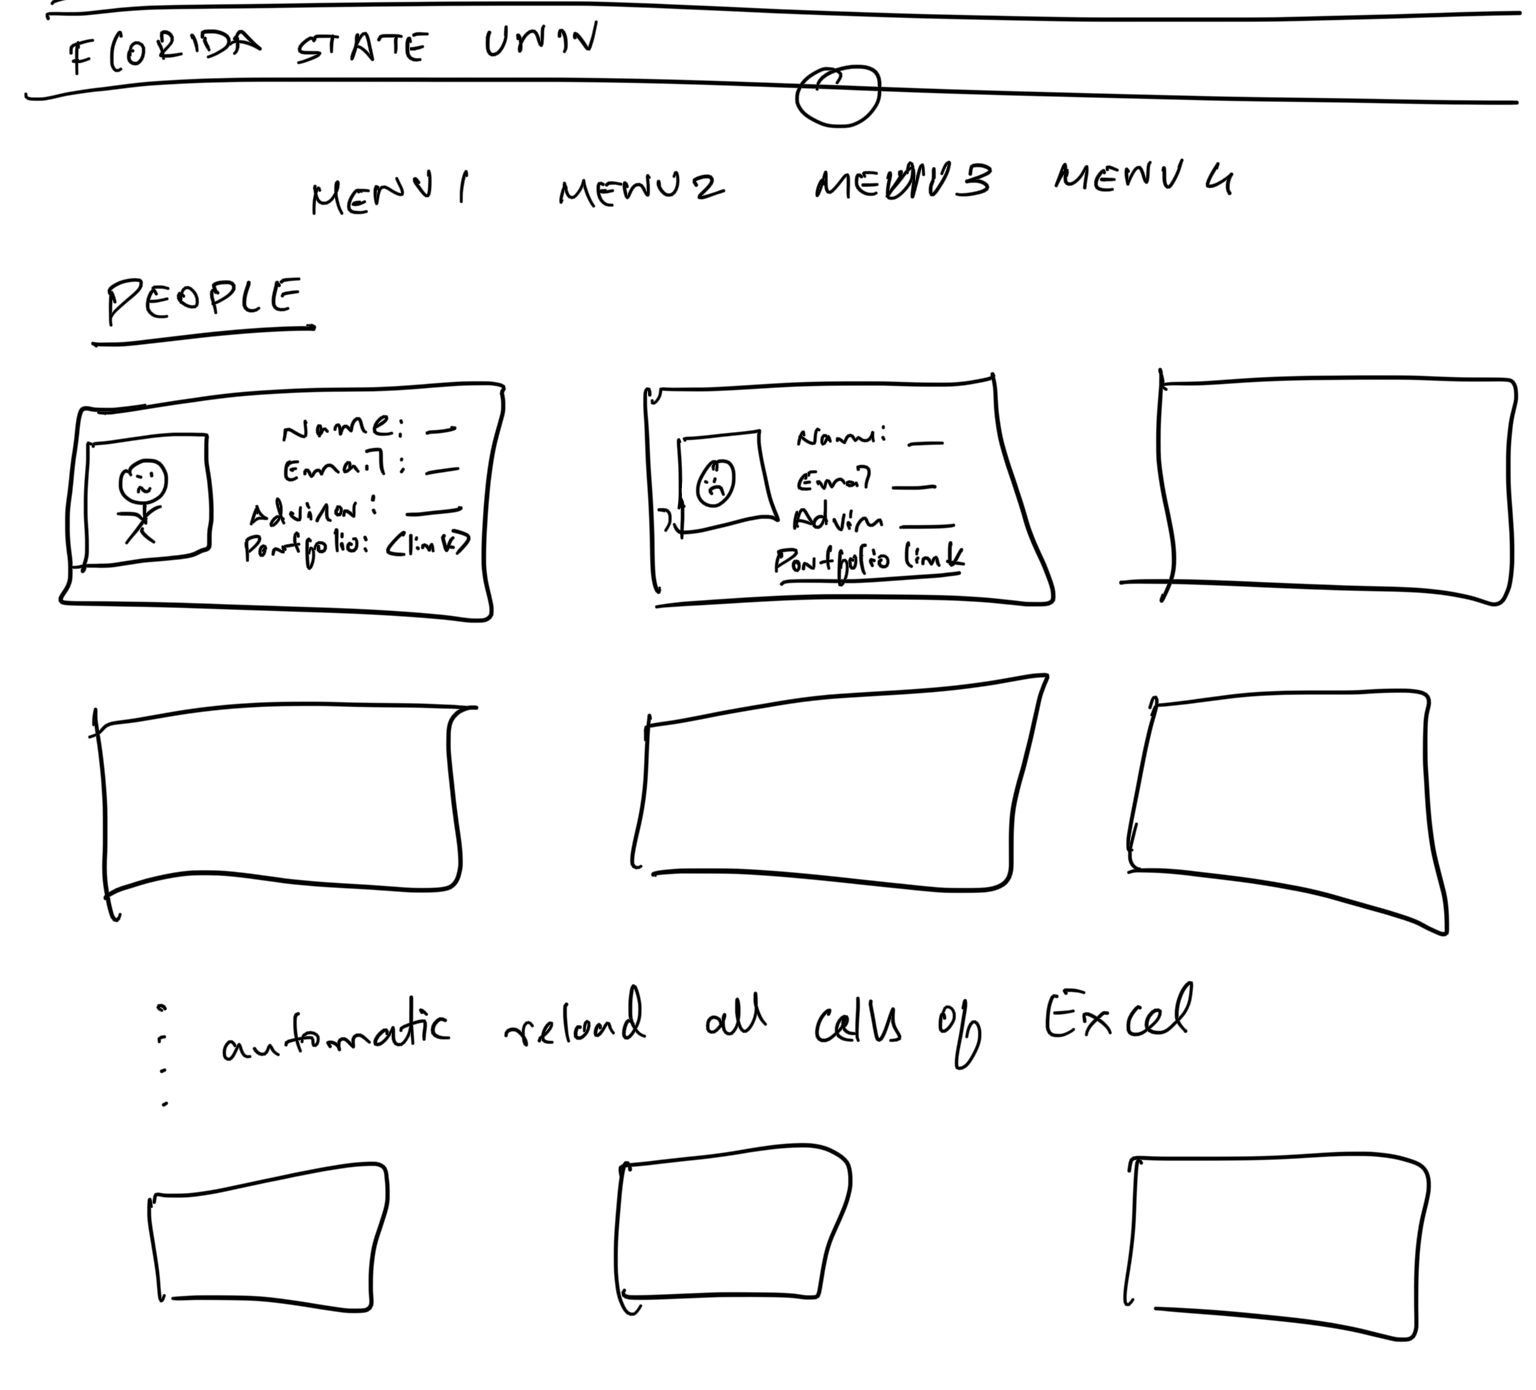 FLORIDA STATE UNIV
MENU 1 MENU 2 MENU 3 MENU 4
PEOPLE
Name: —
Email: —
Advisor: —
Portfolio: <link>
Name: —
Email —
Advisor —
Portfolio link
automatic reload all cells of Excel